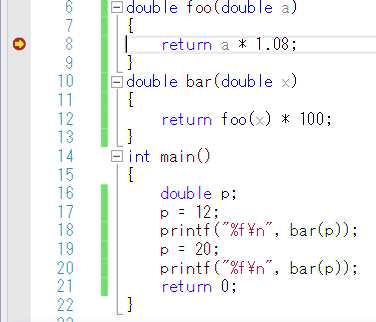 6 double foo(double a)
7 {
8 return a * 1.08;
9 }
10 double bar(double x)
11 {
12 return foo(x) * 100;
13 }
14 int main()
15 {
16 double p;
17 p = 12;
18 printf("%f¥n", bar(p));
19 p = 20;
20 printf("%f¥n", bar(p));
21 return 0;
22 }